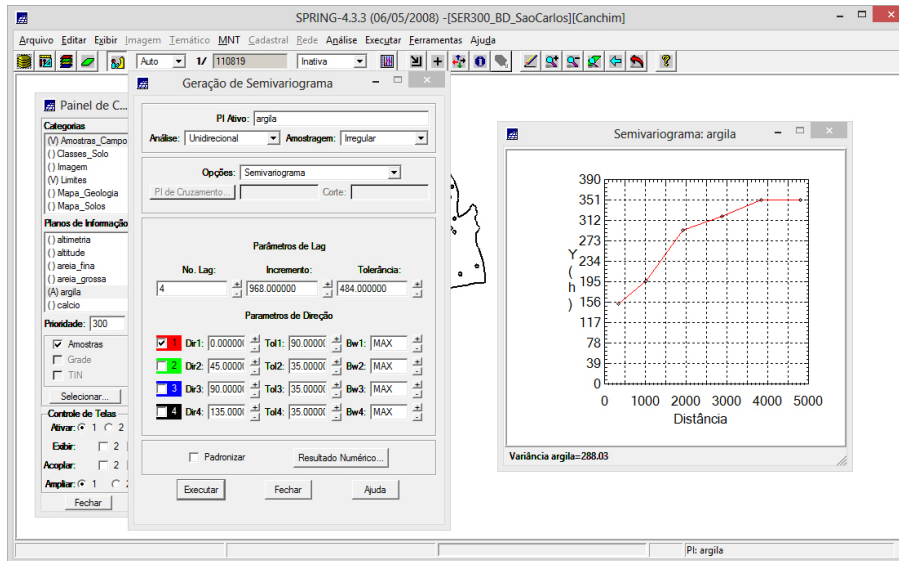 SPRING-4.3.3 (06/05/2008) -[SER300_BD_SaoCarlos][Canchim]
Arquivo Editar Exibir Imagem Temático MNT Cadastral Rede Análise Executar Ferramentas Ajuda
Auto 1/ 110819 Inativa
Painel de C...
Categorias
(V) Amostras_Campo
() Classes_Solo
() Imagem
(V) Limites
() Mapa_Geologia
() Mapa_Solos
Planos de Informação
() altimetria
() altitude
() areia_fina
() areia_grossa
(A) argila
() calcio
Prioridade: 300
Amostras
Grade
TIN
Selecionar...
Controle de Telas
Ativar: 1 2
Exibir: 2
Acoplar: 2
Ampliar: 1
Fechar
Geração de Semivariograma
PI Ativo: argila
Análise: Unidirecional Amostragem: Irregular
Opções: Semivariograma
PI de Cruzamento... Corte:
Parâmetros de Lag
No. Lag: Incremento: Tolerância:
4 968.000000 484.000000
Parametros de Direção
1 Dir1: 0.00000 Tol1: 90.0000 Bw1: MAX
2 Dir2: 45.0000 Tol2: 35.0000 Bw2: MAX
3 Dir3: 90.0000 Tol3: 35.0000 Bw3: MAX
4 Dir4: 135.000 Tol4: 35.0000 Bw4: MAX
Padronizar Resultado Numérico...
Executar Fechar Ajuda
Semivariograma: argila
390
351
312
273
234
195
156
117
78
39
0
Y(h)
0 1000 2000 3000 4000 5000
Distância
Variância argila=288.03
PI: argila